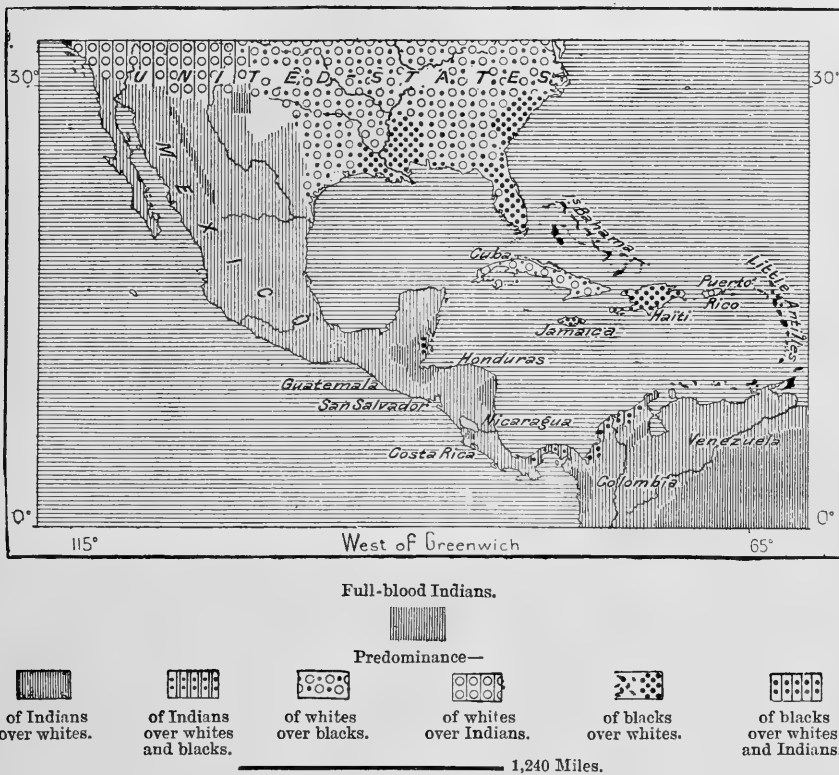 30°
UNITED STATES
30°
MEXICO
Is Bahama
Cuba
Little Antilles
Puerto
Rico
Haiti
Jamaica
Honduras
Guatemala
San Salvador
Nicaragua
Costa Rica
Venezuela
Colombia
0°
0°
115°
West of Greenwich
65°
Full-blood Indians.
Predominance—
of Indians
over whites.
of Indians
over whites
and blacks.
of whites
over blacks.
of whites
over Indians.
of blacks
over whites.
of blacks
over whites
and Indians
1,240 Miles.